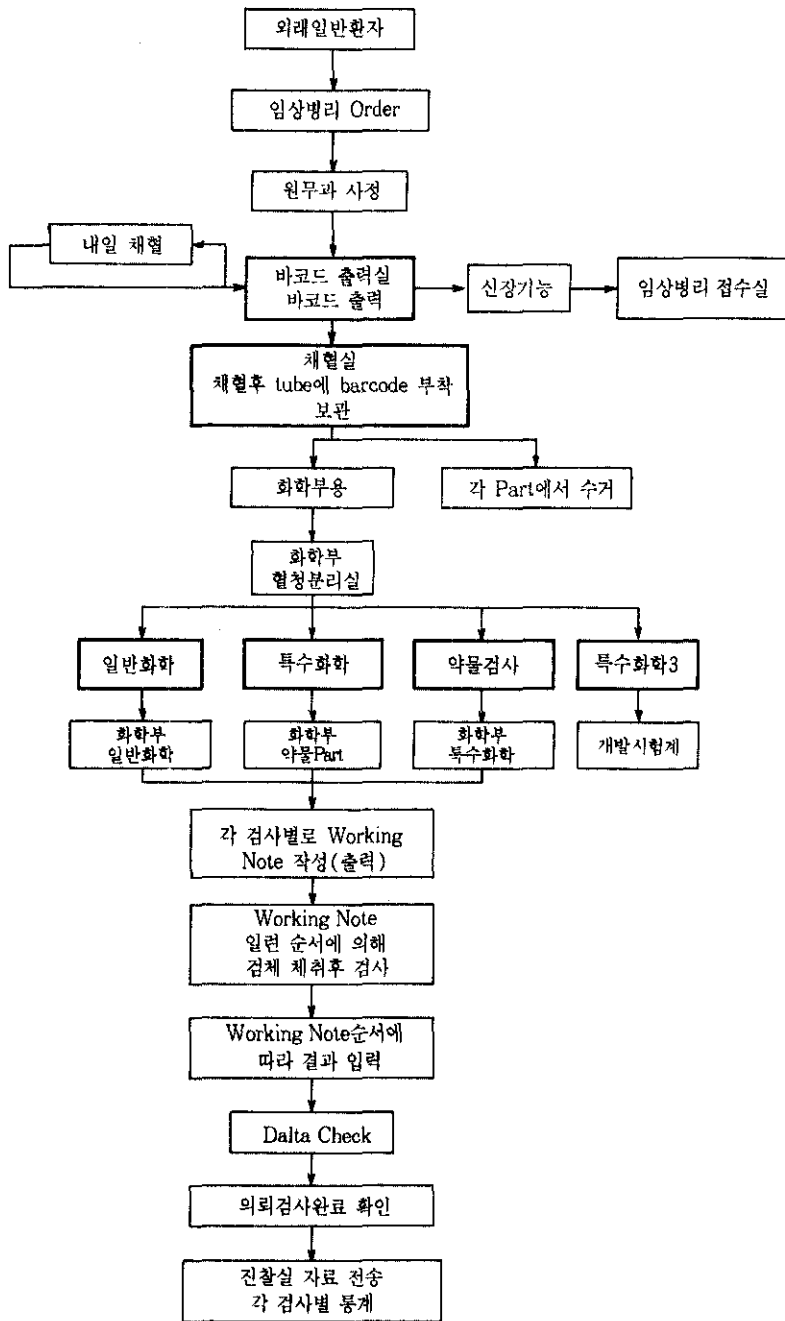 외래일반환자
임상병리 Order
원무과 사정
내일 채혈
바코드 출력실
바코드 출력
신장기능
임상병리 접수실
채혈실
채혈후 tube에 barcode 부착
보관
화학부용
각 Part에서 수거
화학부
혈청분리실
일반화학
특수화학
약물검사
특수화학3
화학부
일반화학
화학부
약물Part
화학부
특수화학
개발시험계
각 검사별로 Working
Note 작성(출력)
Working Note
일련 순서에 의해
검체 체취후 검사
Working Note순서에
따라 결과 입력
Dalta Check
의뢰검사완료 확인
진찰실 자료 전송
각 검사별 통계